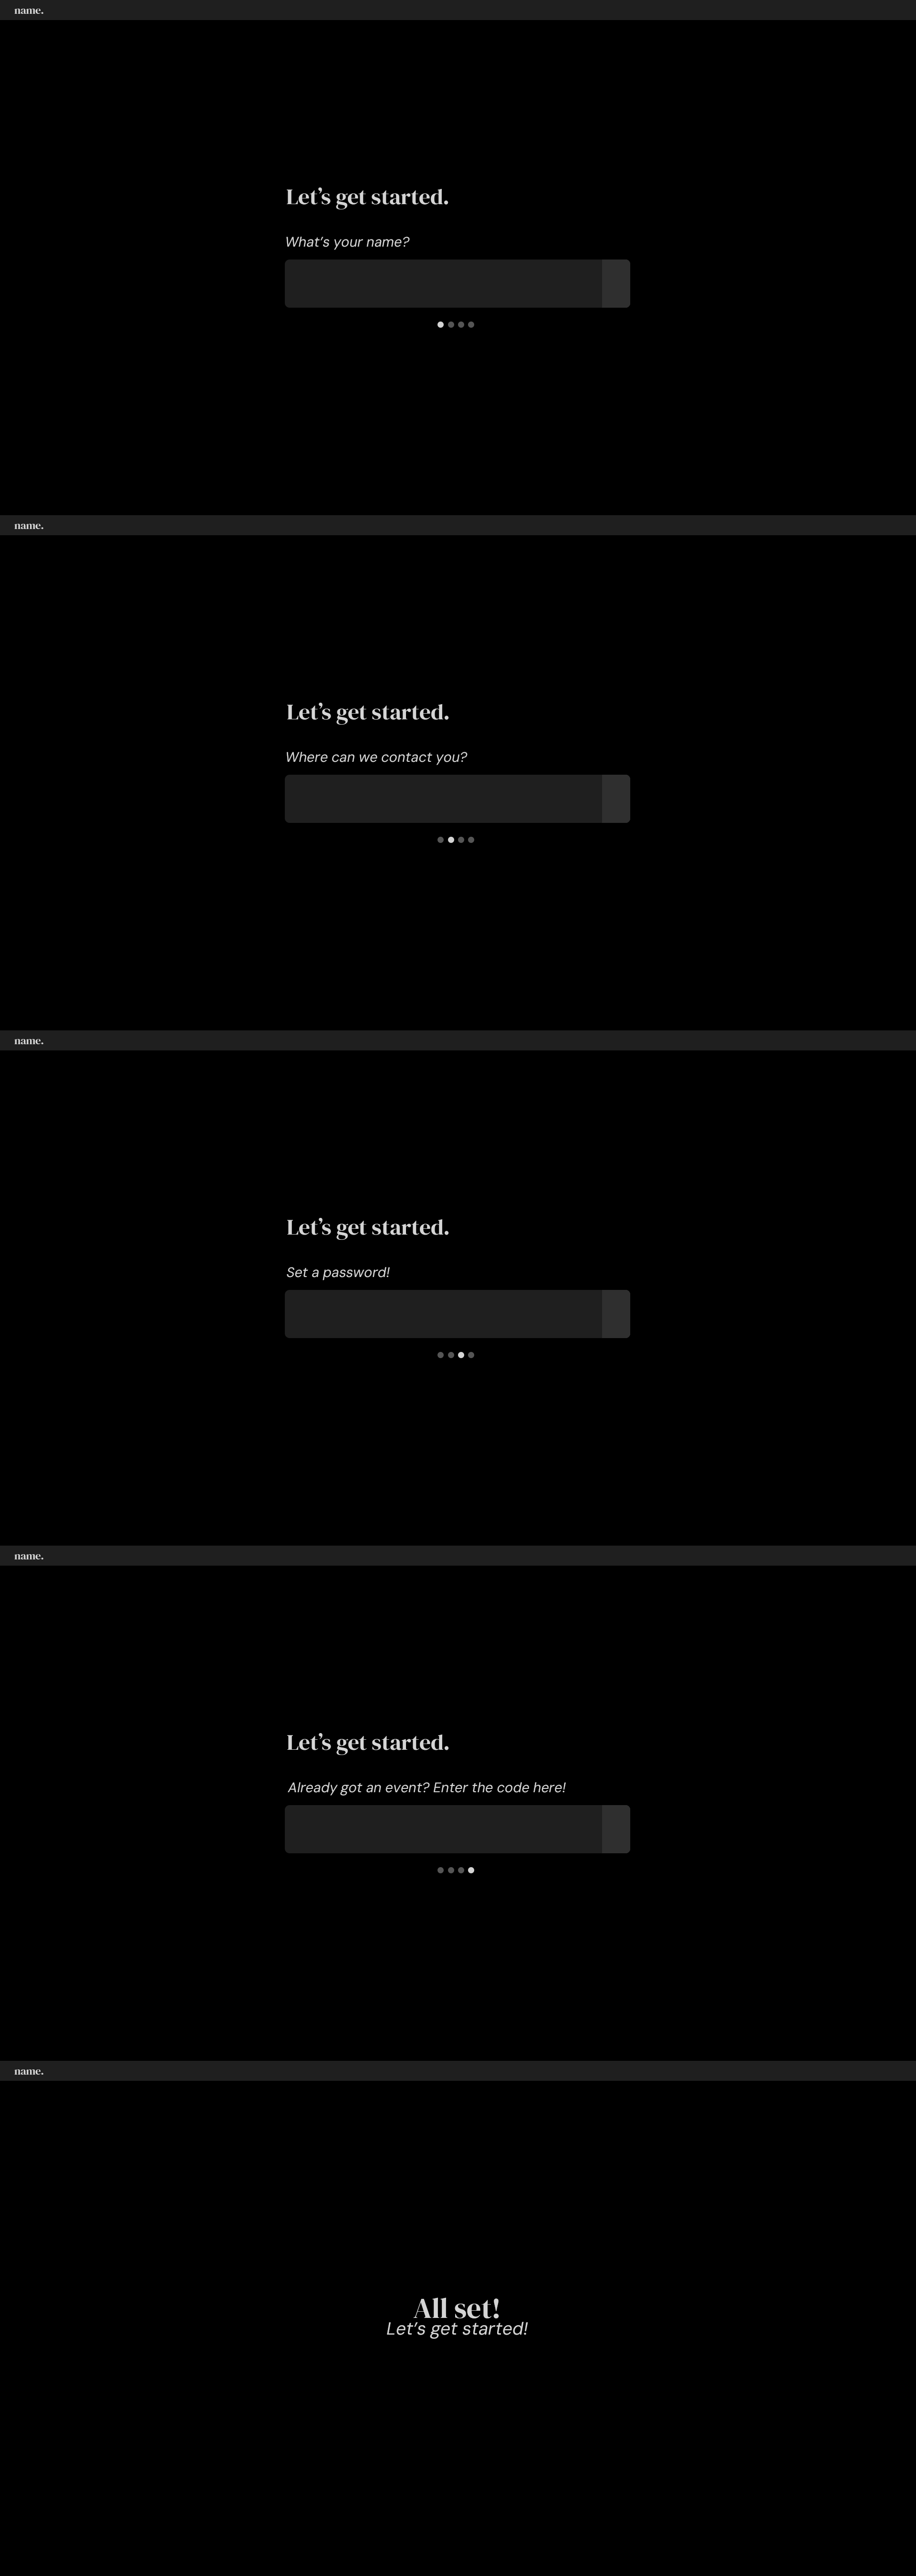 name.
Let’s get started.
What’s your name?
name.
Let’s get started.
Where can we contact you?
name.
Let’s get started.
Set a password!
name.
Let’s get started.
Already got an event? Enter the code here!
name.
All set!
Let’s get started!